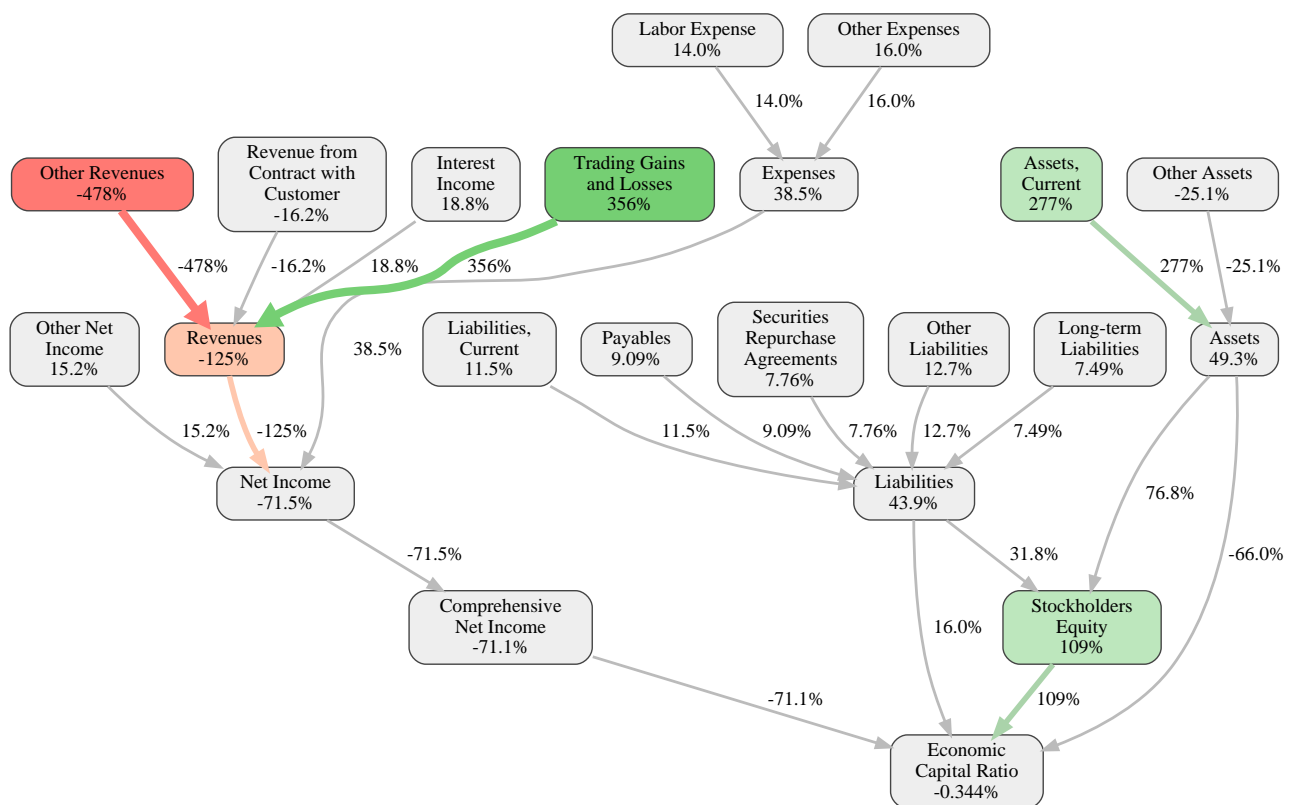 Labor Expense
14.0%
Other Expenses
16.0%
14.0%
16.0%
Other Revenues
-478%
Revenue from
Contract with
Customer
-16.2%
Interest
Income
18.8%
Trading Gains
and Losses
356%
Expenses
38.5%
Assets,
Current
277%
Other Assets
-25.1%
-478%
-16.2%
18.8%
356%
277%
-25.1%
Other Net
Income
15.2%
Revenues
-125%
38.5%
Liabilities,
Current
11.5%
Payables
9.09%
Securities
Repurchase
Agreements
7.76%
Other
Liabilities
12.7%
Long-term
Liabilities
7.49%
Assets
49.3%
15.2%
-125%
11.5%
9.09%
7.76%
12.7%
7.49%
Net Income
-71.5%
Liabilities
43.9%
76.8%
-71.5%
31.8%
-66.0%
Comprehensive
Net Income
-71.1%
16.0%
Stockholders
Equity
109%
-71.1%
109%
Economic
Capital Ratio
-0.344%